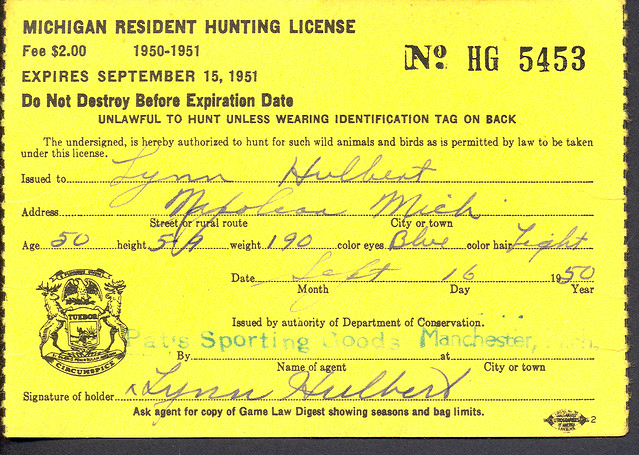 MICHIGAN RESIDENT HUNTING LICENSE
Fee $2.00 1950-1951
No HG 5453
EXPIRES SEPTEMBER 15, 1951
Do Not Destroy Before Expiration Date
UNLAWFUL TO HUNT UNLESS WEARING IDENTIFICATION TAG ON BACK
The undersigned, is hereby authorized to hunt for such wild animals and birds as is permitted by law to be taken
under this license.
Issued to Lynn Hulbert
Address Napoleon Mich.
Street or rural route City or town
Age 50 height 5-9 weight 190 color eyes Blue color hair Light
Date Sept 16 1950
Month Day Year
TUEBOR
CIRCUMSPICE
Issued by authority of Department of Conservation.
Pat's Sporting Goods Manchester, Mich.
By at
Name of agent City or town
Signature of holder x Lynn Hulbert
Ask agent for copy of Game Law Digest showing seasons and bag limits.
2